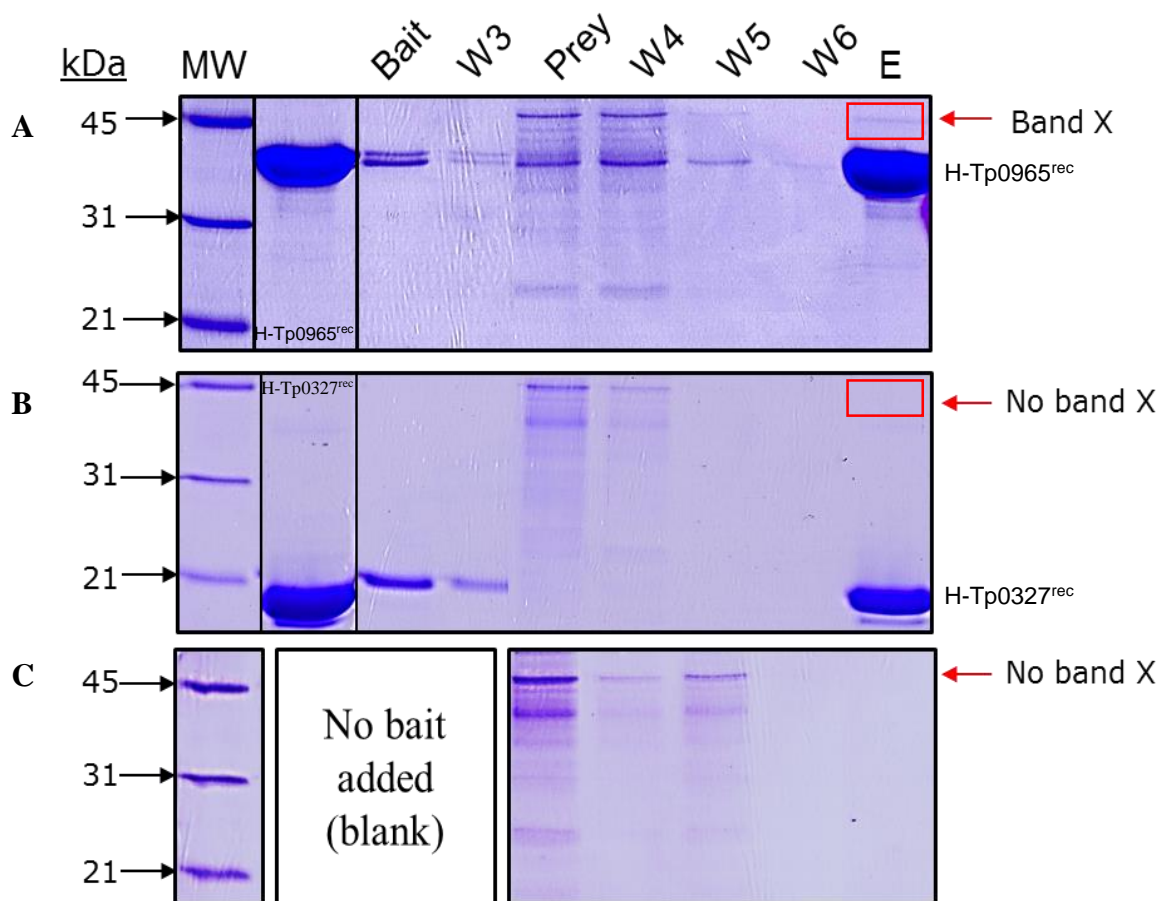 kDa MW Bait W3 Prey W4 W5 W6 E
A
45
Band X
H-Tp0965rec
31
21
H-Tp0965rec
B
45
H-Tp0327rec
No band X
31
21
H-Tp0327rec
C
45
No band X
No bait
added
(blank)
31
21